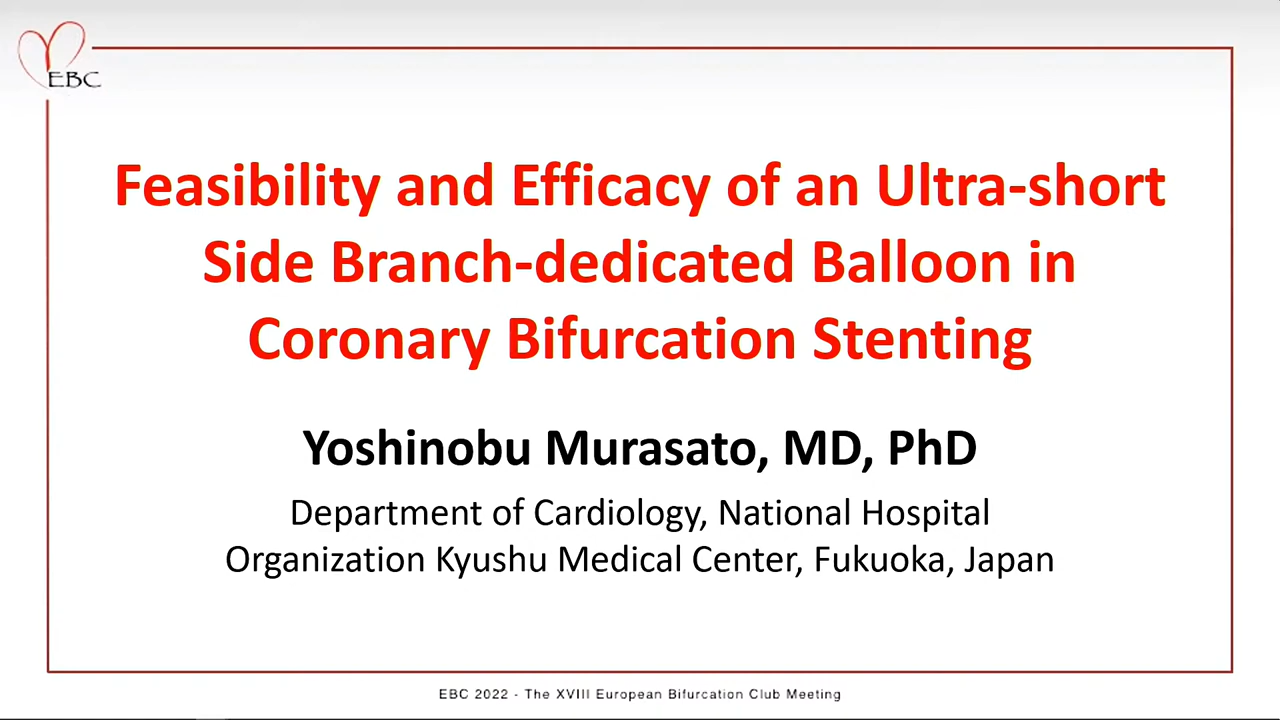 EBC
Feasibility and Efficacy of an Ultra-short
Side Branch-dedicated Balloon in
Coronary Bifurcation Stenting
Yoshinobu Murasato, MD, PhD
Department of Cardiology, National Hospital
Organization Kyushu Medical Center, Fukuoka, Japan
EBC 2022 - The XVIII European Bifurcation Club Meeting